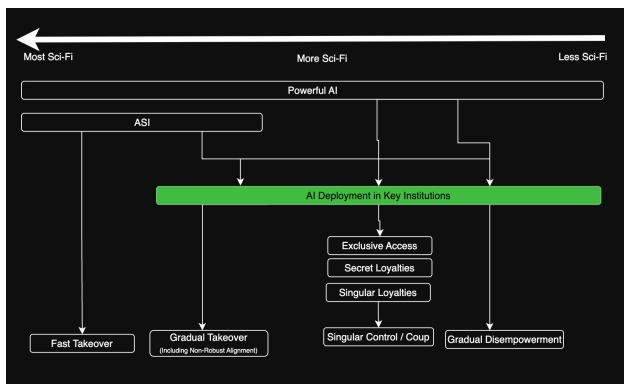 Most Sci-Fi
More Sci-Fi
Less Sci-Fi
Powerful AI
ASI
AI Deployment in Key Institutions
Exclusive Access
Secret Loyalties
Singular Loyalties
Fast Takeover
Gradual Takeover
(Including Non-Robust Alignment)
Singular Control / Coup
Gradual Disempowerment